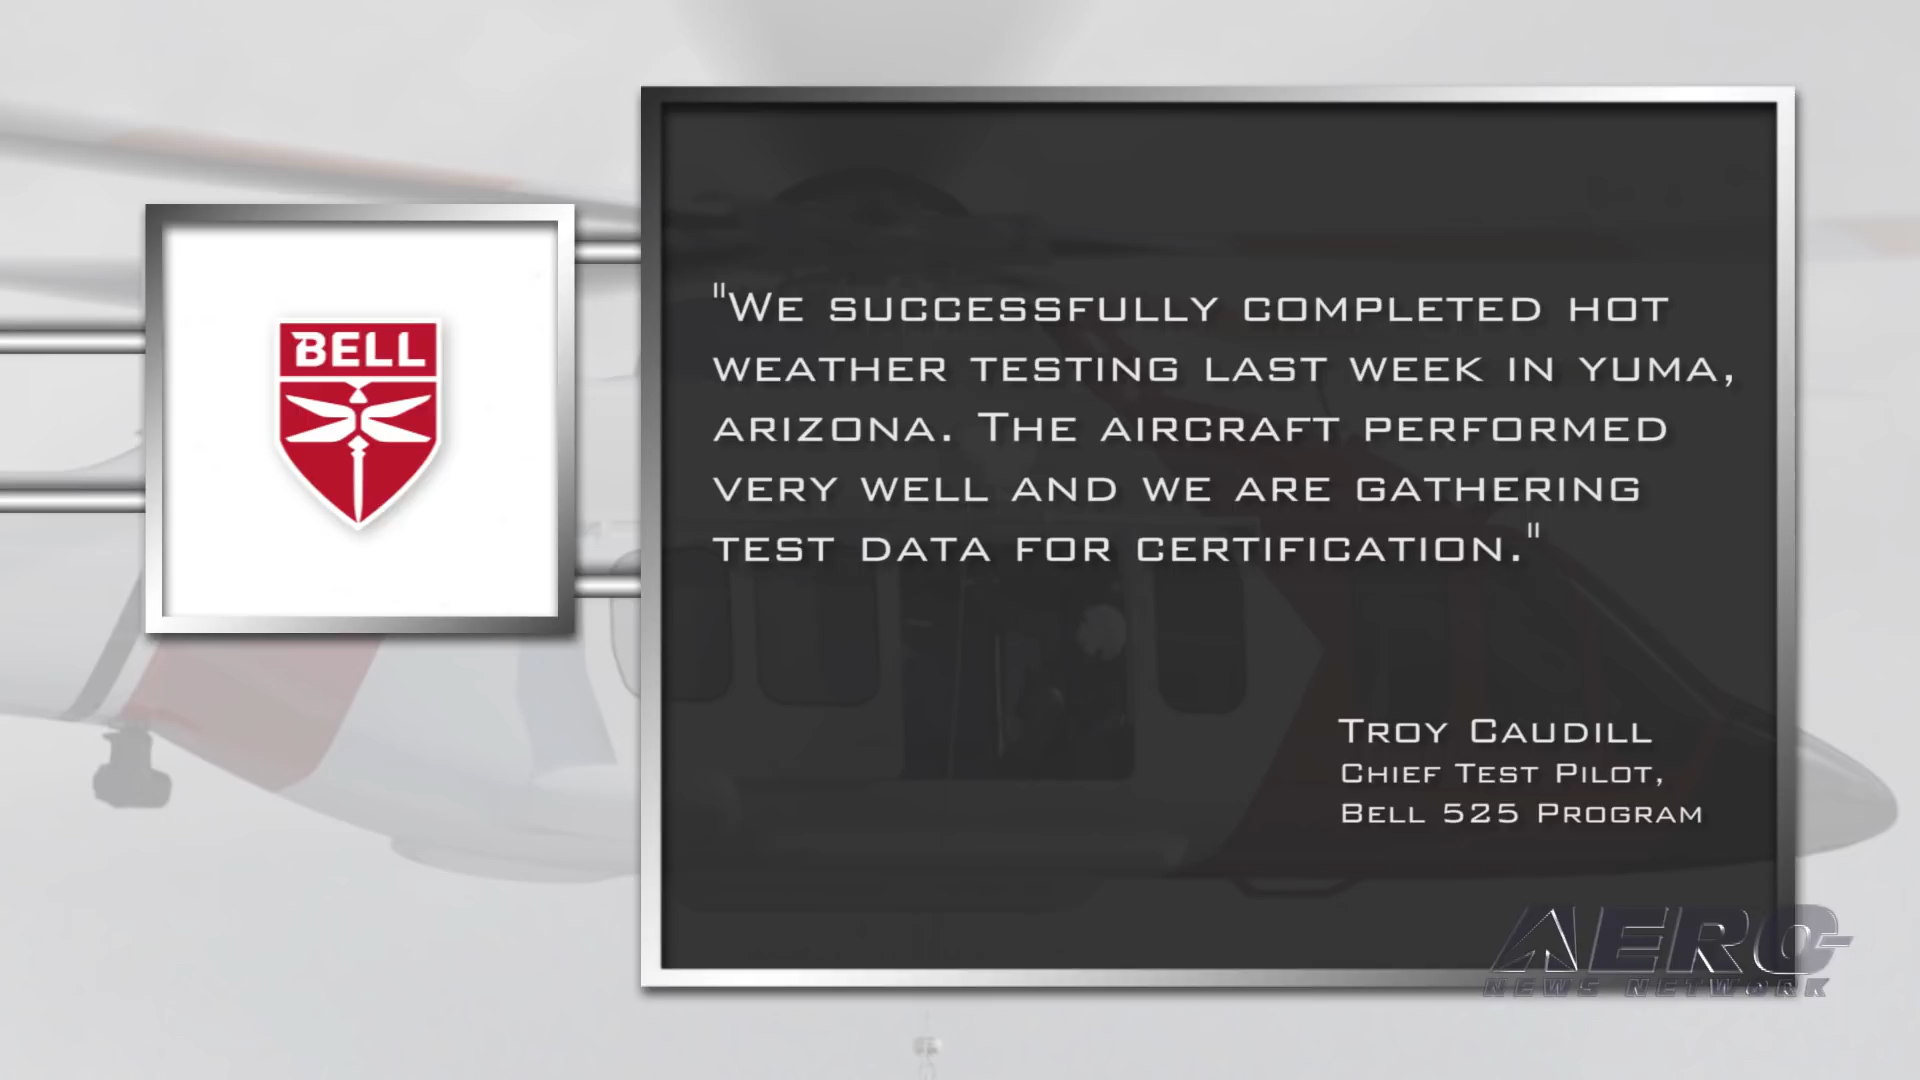 BELL
"We successfully completed hot
weather testing last week in Yuma,
Arizona. The aircraft performed
very well and we are gathering
test data for certification."
Troy Caudill
Chief Test Pilot,
Bell 525 Program
AERO-
NEWS NETWORK